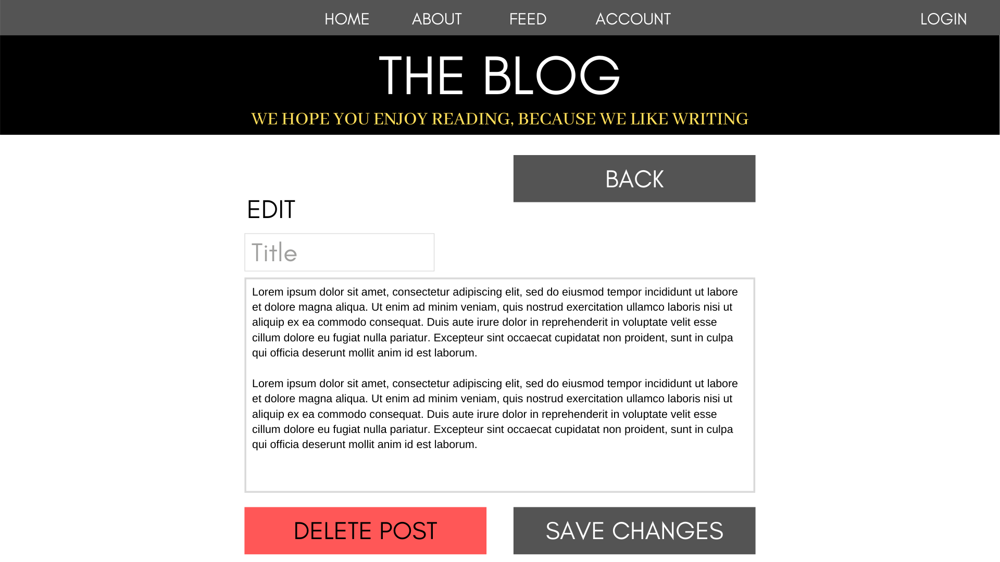 HOME ABOUT FEED ACCOUNT LOGIN
THE BLOG
WE HOPE YOU ENJOY READING, BECAUSE WE LIKE WRITING
BACK
EDIT
Title
Lorem ipsum dolor sit amet, consectetur adipiscing elit, sed do eiusmod tempor incididunt ut labore
et dolore magna aliqua. Ut enim ad minim veniam, quis nostrud exercitation ullamco laboris nisi ut
aliquip ex ea commodo consequat. Duis aute irure dolor in reprehenderit in voluptate velit esse
cillum dolore eu fugiat nulla pariatur. Excepteur sint occaecat cupidatat non proident, sunt in culpa
qui officia deserunt mollit anim id est laborum.
Lorem ipsum dolor sit amet, consectetur adipiscing elit, sed do eiusmod tempor incididunt ut labore
et dolore magna aliqua. Ut enim ad minim veniam, quis nostrud exercitation ullamco laboris nisi ut
aliquip ex ea commodo consequat. Duis aute irure dolor in reprehenderit in voluptate velit esse
cillum dolore eu fugiat nulla pariatur. Excepteur sint occaecat cupidatat non proident, sunt in culpa
qui officia deserunt mollit anim id est laborum.
DELETE POST SAVE CHANGES